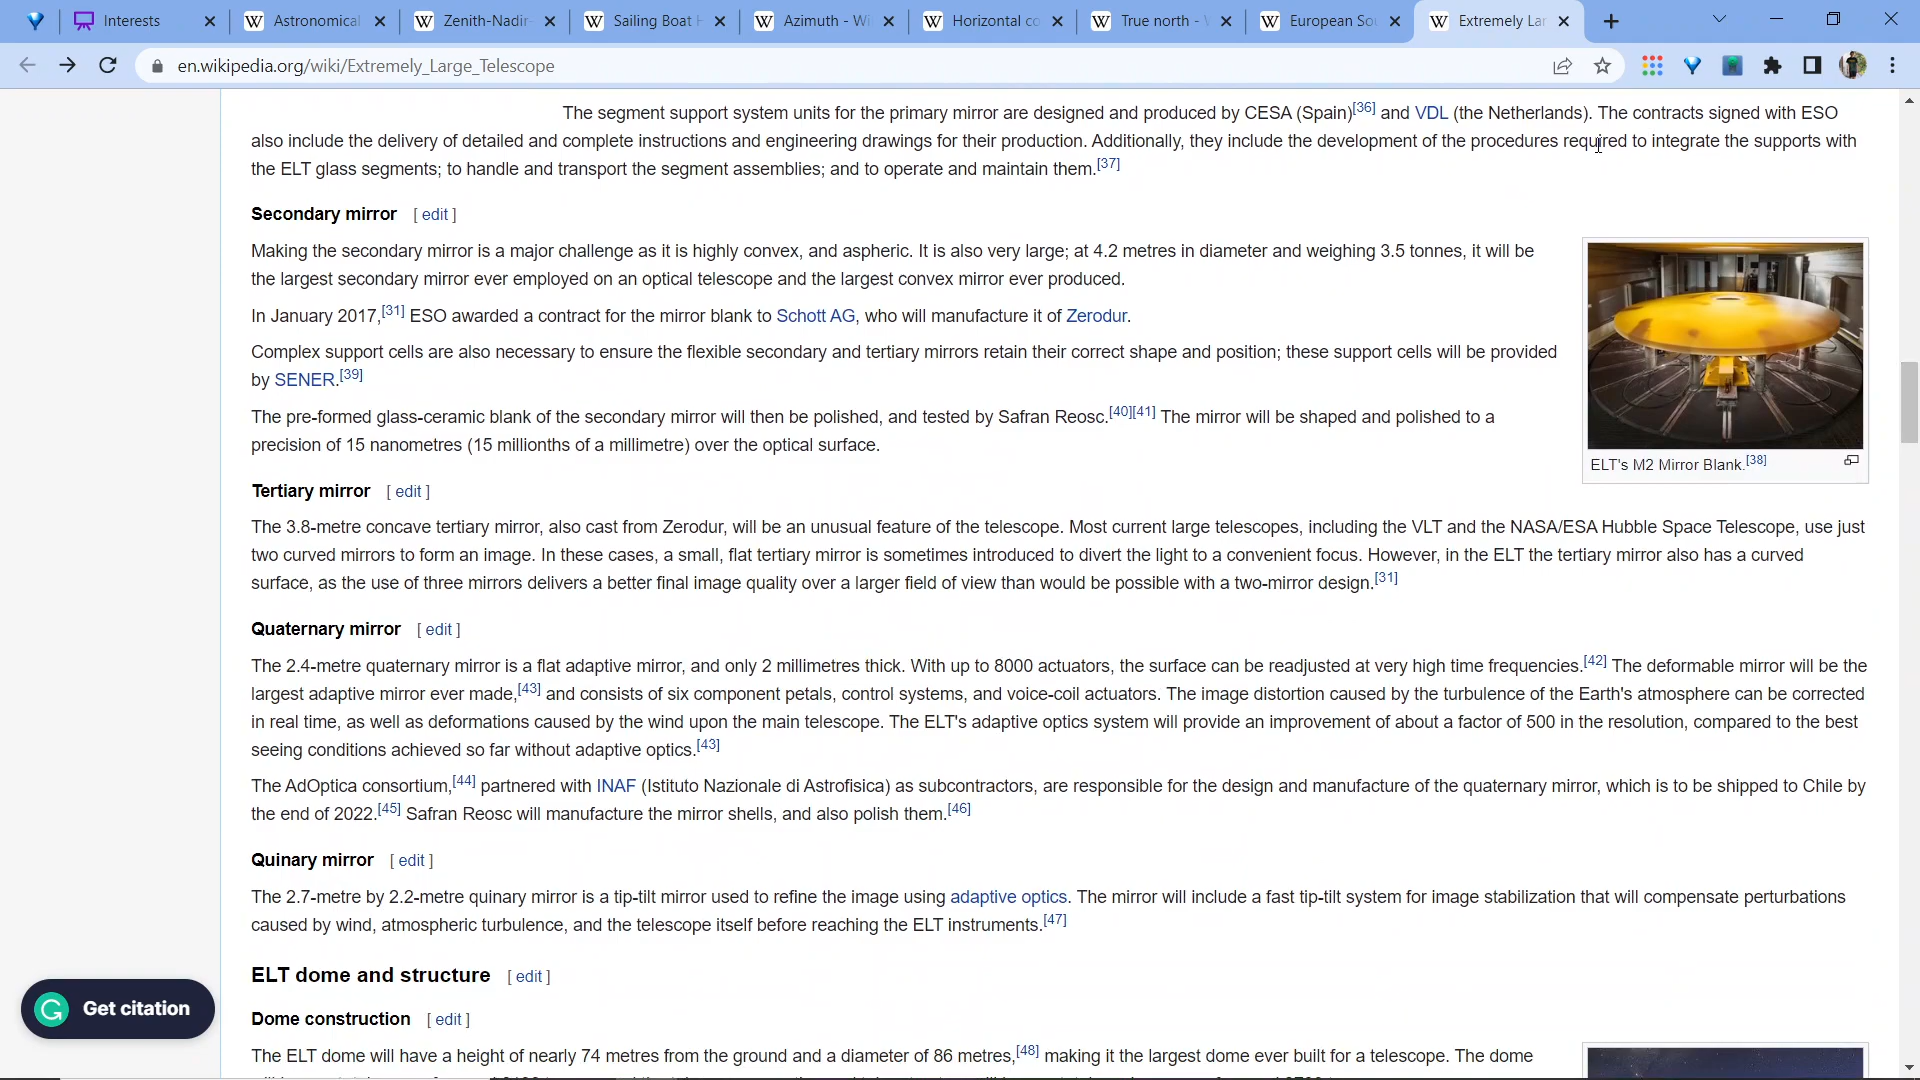 Interests
Astronomical
Zenith-Nadir-
Sailing Boat
Azimuth - Wi
Horizontal co
True north -
European So
Extremely La
en.wikipedia.org/wiki/Extremely_Large_Telescope
The segment support system units for the primary mirror are designed and produced by CESA (Spain)[36] and VDL (the Netherlands). The contracts signed with ESO
also include the delivery of detailed and complete instructions and engineering drawings for their production. Additionally, they include the development of the procedures required to integrate the supports with
the ELT glass segments; to handle and transport the segment assemblies; and to operate and maintain them.[37]
Secondary mirror [ edit ]
Making the secondary mirror is a major challenge as it is highly convex, and aspheric. It is also very large; at 4.2 metres in diameter and weighing 3.5 tonnes, it will be
the largest secondary mirror ever employed on an optical telescope and the largest convex mirror ever produced.
In January 2017,[31] ESO awarded a contract for the mirror blank to Schott AG, who will manufacture it of Zerodur.
Complex support cells are also necessary to ensure the flexible secondary and tertiary mirrors retain their correct shape and position; these support cells will be provided
by SENER.[39]
The pre-formed glass-ceramic blank of the secondary mirror will then be polished, and tested by Safran Reosc.[40][41] The mirror will be shaped and polished to a
precision of 15 nanometres (15 millionths of a millimetre) over the optical surface.
ELT's M2 Mirror Blank.[38]
Tertiary mirror [ edit ]
The 3.8-metre concave tertiary mirror, also cast from Zerodur, will be an unusual feature of the telescope. Most current large telescopes, including the VLT and the NASA/ESA Hubble Space Telescope, use just
two curved mirrors to form an image. In these cases, a small, flat tertiary mirror is sometimes introduced to divert the light to a convenient focus. However, in the ELT the tertiary mirror also has a curved
surface, as the use of three mirrors delivers a better final image quality over a larger field of view than would be possible with a two-mirror design.[31]
Quaternary mirror [ edit ]
The 2.4-metre quaternary mirror is a flat adaptive mirror, and only 2 millimetres thick. With up to 8000 actuators, the surface can be readjusted at very high time frequencies.[42] The deformable mirror will be the
largest adaptive mirror ever made,[43] and consists of six component petals, control systems, and voice-coil actuators. The image distortion caused by the turbulence of the Earth's atmosphere can be corrected
in real time, as well as deformations caused by the wind upon the main telescope. The ELT's adaptive optics system will provide an improvement of about a factor of 500 in the resolution, compared to the best
seeing conditions achieved so far without adaptive optics.[43]
The AdOptica consortium,[44] partnered with INAF (Istituto Nazionale di Astrofisica) as subcontractors, are responsible for the design and manufacture of the quaternary mirror, which is to be shipped to Chile by
the end of 2022.[45] Safran Reosc will manufacture the mirror shells, and also polish them.[46]
Quinary mirror [ edit ]
The 2.7-metre by 2.2-metre quinary mirror is a tip-tilt mirror used to refine the image using adaptive optics. The mirror will include a fast tip-tilt system for image stabilization that will compensate perturbations
caused by wind, atmospheric turbulence, and the telescope itself before reaching the ELT instruments.[47]
ELT dome and structure [ edit ]
Get citation
Dome construction [ edit ]
The ELT dome will have a height of nearly 74 metres from the ground and a diameter of 86 metres,[48] making it the largest dome ever built for a telescope. The dome